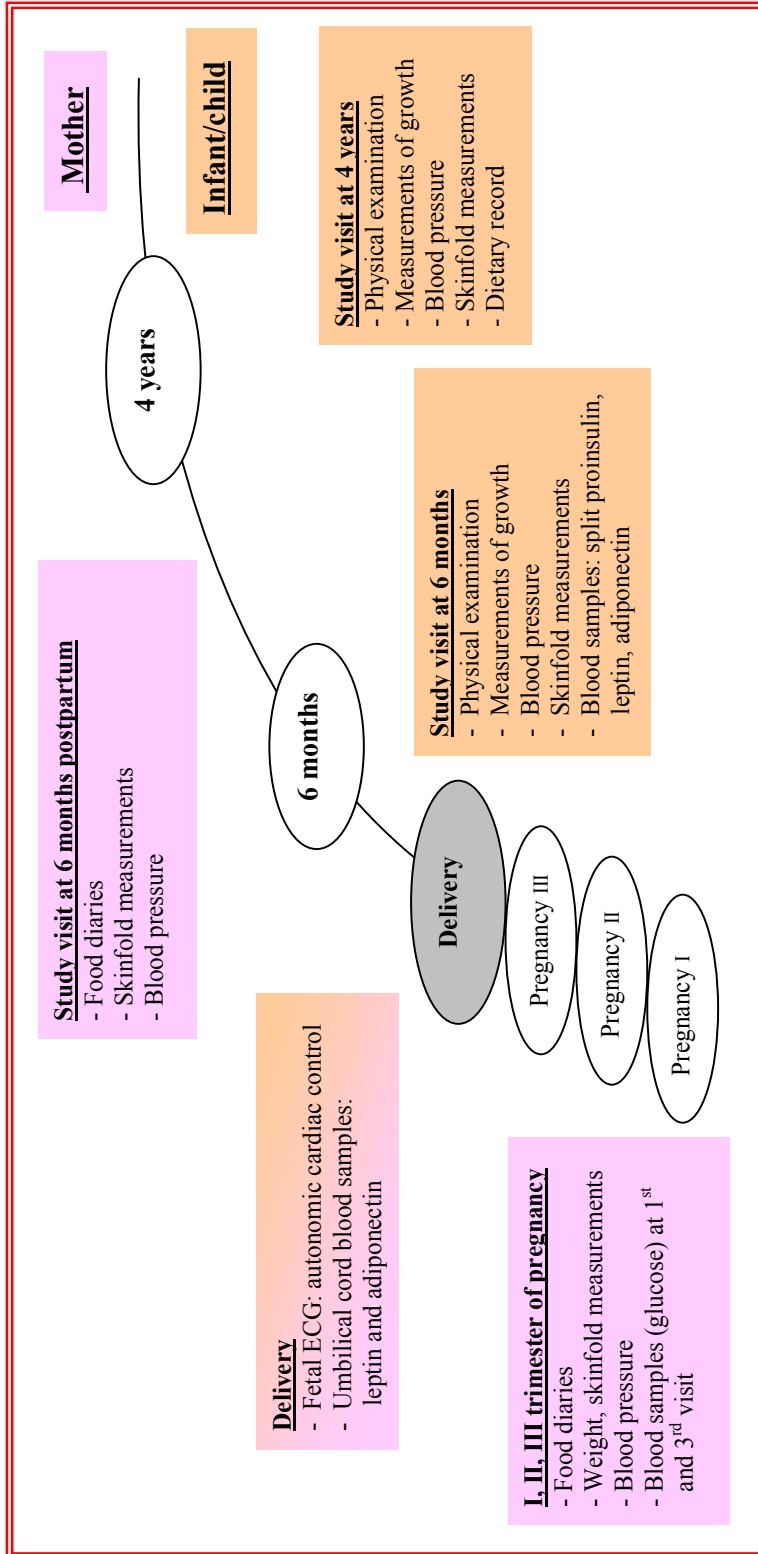 Mother
Infant/child
Study visit at 6 months postpartum
- Food diaries
- Skinfold measurements
- Blood pressure
4 years
6 months
Delivery
Pregnancy III
Pregnancy II
Pregnancy I
Delivery
- Fetal ECG: autonomic cardiac control
- Umbilical cord blood samples:
leptin and adiponectin
I, II, III trimester of pregnancy
- Food diaries
- Weight, skinfold measurements
- Blood pressure
- Blood samples (glucose) at 1st
and 3rd visit
Study visit at 6 months
- Physical examination
- Measurements of growth
- Blood pressure
- Skinfold measurements
- Blood samples: split proinsulin,
leptin, adiponectin
Study visit at 4 years
- Physical examination
- Measurements of growth
- Blood pressure
- Skinfold measurements
- Dietary record